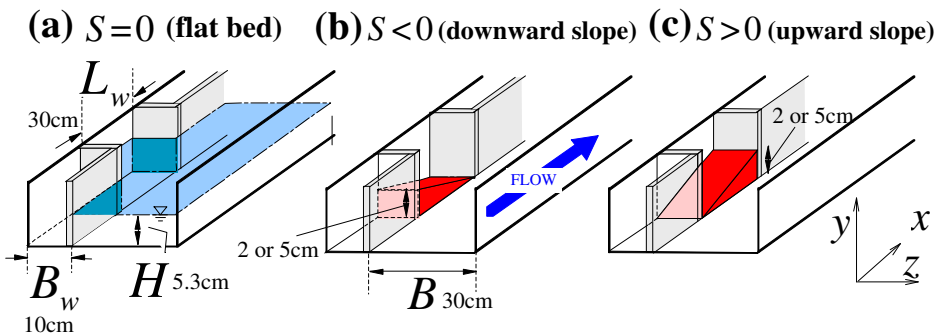 (a) S=0 (flat bed)
(b) S<0 (downward slope)
(c) S>0 (upward slope)
L_w
30cm
H 5.3cm
B_w
10cm
2 or 5cm
B 30cm
FLOW
2 or 5cm
y
x
z